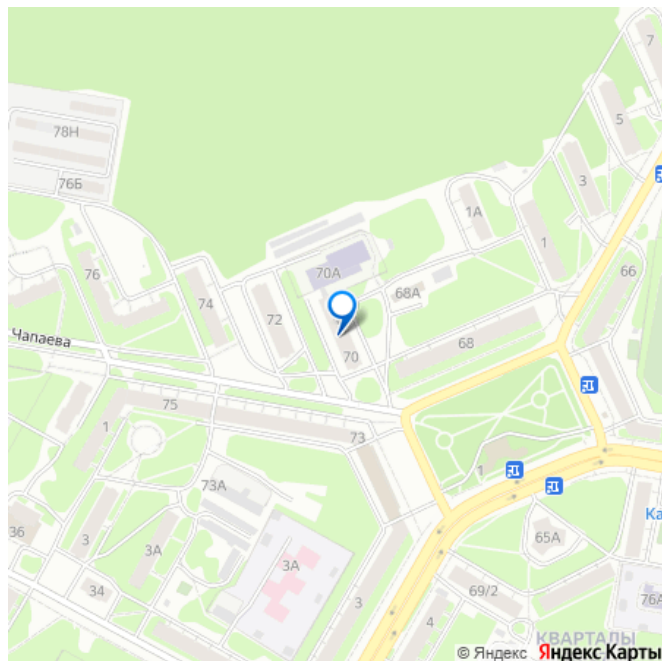 7
5
78Н
76Б
3
1А
1
76
70А
66
74
68А
72
Чапаева
70
68
75
73
1
1
73А
Ка
36
3
3А
3А
65А
34
3
69/2
76А
4
КВАРТАЛЫ
© Яндекс Яндекс Карты